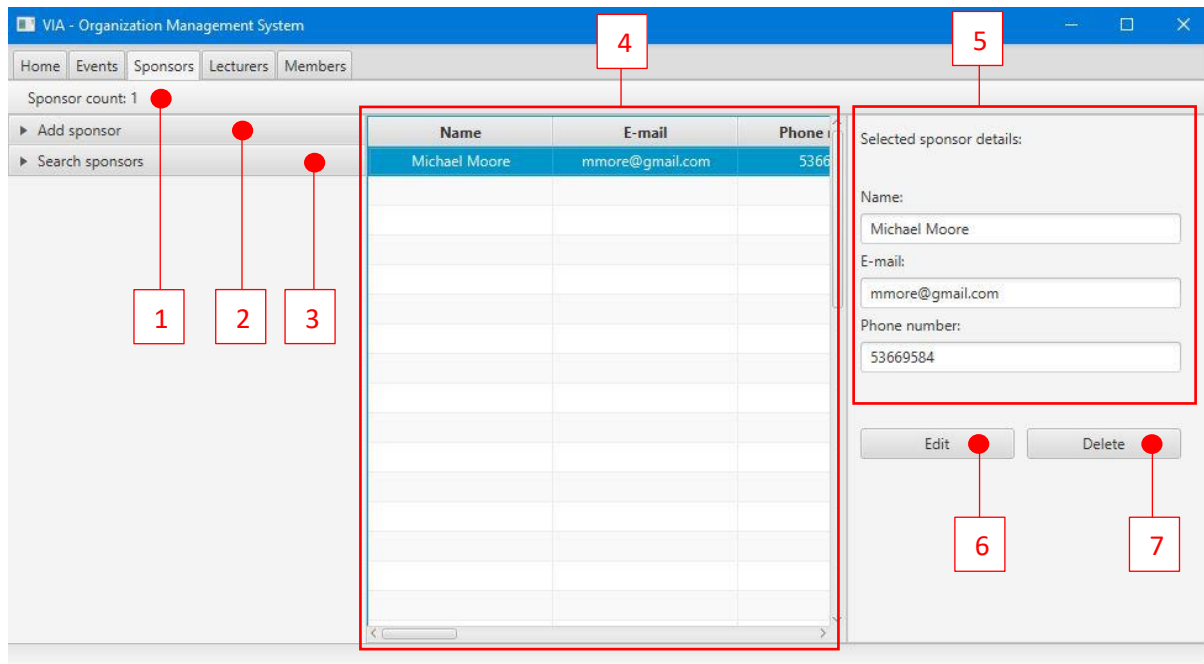 VIA - Organization Management System
4
5
Home Events Sponsors Lecturers Members
Sponsor count: 1
Add sponsor
Search sponsors
Name E-mail Phone
Michael Moore mmore@gmail.com 5366
1
2
3
Selected sponsor details:
Name:
Michael Moore
E-mail:
mmore@gmail.com
Phone number:
53669584
Edit Delete
6
7